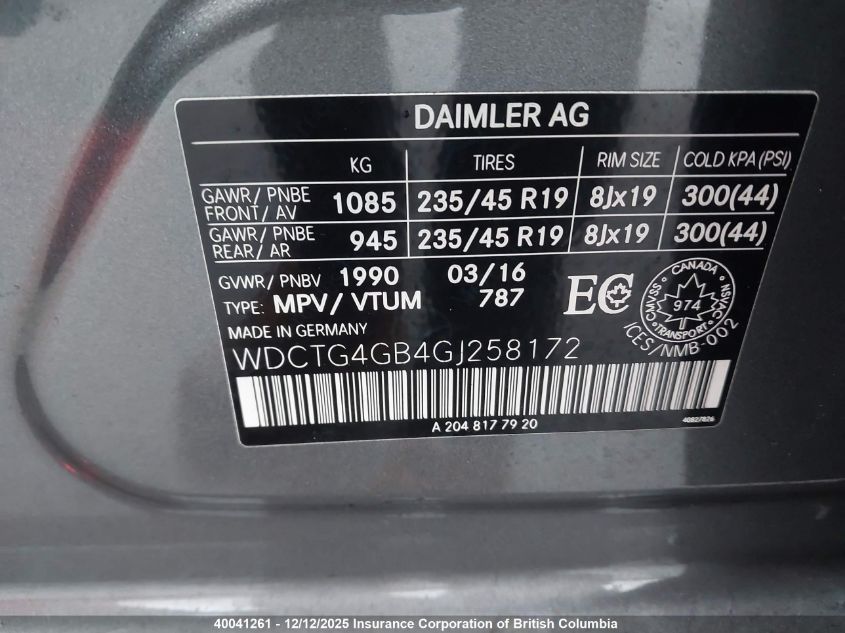 DAIMLER AG
KG TIRES RIM SIZE COLD KPA (PSI)
GAWR/ PNBE FRONT/ AV 1085 235/45 R19 8Jx19 300(44)
GAWR/ PNBE REAR/ AR 945 235/45 R19 8Jx19 300(44)
GVWR/ PNBV 1990 03/16
TYPE: MPV/ VTUM 787
EC
CANADA
CMVSS NSVAC
974
TRANSPORT
ICES/NMB-002
MADE IN GERMANY
WDCTG4GB4GJ258172
A 204 817 79 20
40827826
40041261 - 12/12/2025 Insurance Corporation of British Columbia